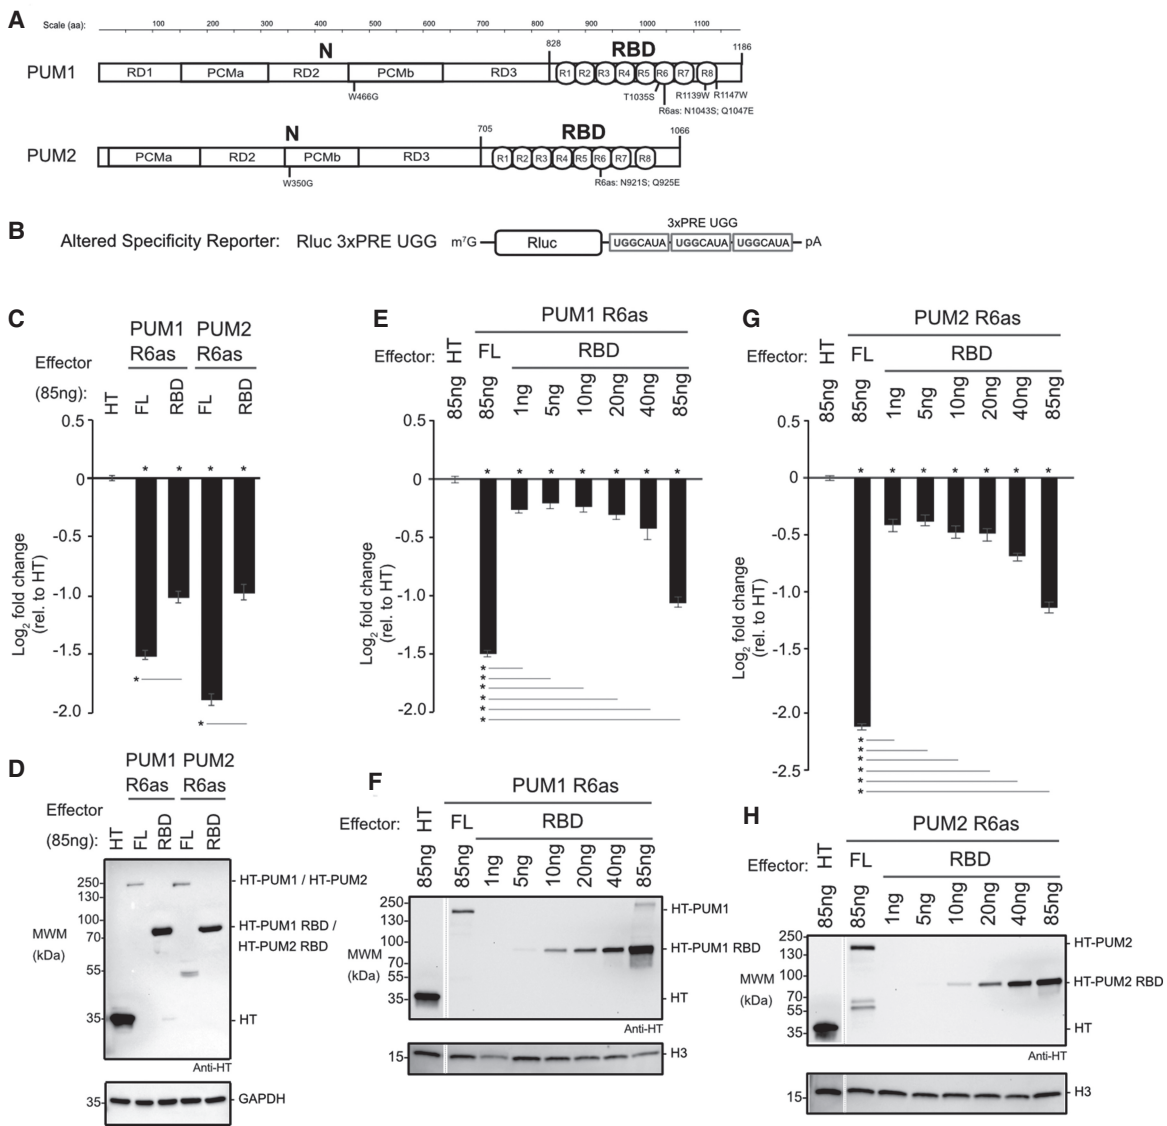 A
Scale (aa): 100 200 300 400 500 600 700 800 900 1000 1100
N 828 RBD 1186
PUM1 RD1 PCMa RD2 PCMb RD3 R1 R2 R3 R4 R5 R6 R7 R8
W466G T1035S R1139W R1147W
R6as: N1043S; Q1047E
N 705 RBD 1066
PUM2 PCMa RD2 PCMb RD3 R1 R2 R3 R4 R5 R6 R7 R8
W350G R6as: N921S; Q925E
B
3xPRE UGG
Altered Specificity Reporter: Rluc 3xPRE UGG m⁷G Rluc UGGCAUA UGGCAUA UGGCAUA pA
C
PUM1 R6as PUM2 R6as
Effector (85ng): HT FL RBD FL RBD
0.5
0
-0.5
-1.0
-1.5
-2.0
Log₂ fold change (rel. to HT)
* * * *
*
*
D
PUM1 R6as PUM2 R6as
Effector (85ng): HT FL RBD FL RBD
MWM (kDa)
250
130
100
70
55
35
HT-PUM1 / HT-PUM2
HT-PUM1 RBD / HT-PUM2 RBD
HT
Anti-HT
35 GAPDH
E
PUM1 R6as
Effector: HT FL RBD
85ng 85ng 1ng 5ng 10ng 20ng 40ng 85ng
0.5
0
-0.5
-1.0
-1.5
-2.0
Log₂ fold change (rel. to HT)
* * * * * * *
*
*
*
*
*
*
F
PUM1 R6as
Effector: HT FL RBD
85ng 85ng 1ng 5ng 10ng 20ng 40ng 85ng
MWM (kDa)
250
130
100
70
55
35
HT-PUM1
HT-PUM1 RBD
HT
Anti-HT
15 H3
G
PUM2 R6as
Effector: HT FL RBD
85ng 85ng 1ng 5ng 10ng 20ng 40ng 85ng
0.5
0
-0.5
-1.0
-1.5
-2.0
-2.5
Log₂ fold change (rel. to HT)
* * * * * * *
*
*
*
*
*
*
H
PUM2 R6as
Effector: HT FL RBD
85ng 85ng 1ng 5ng 10ng 20ng 40ng 85ng
MWM (kDa)
250
130
100
70
55
35
HT-PUM2
HT-PUM2 RBD
HT
Anti-HT
15 H3